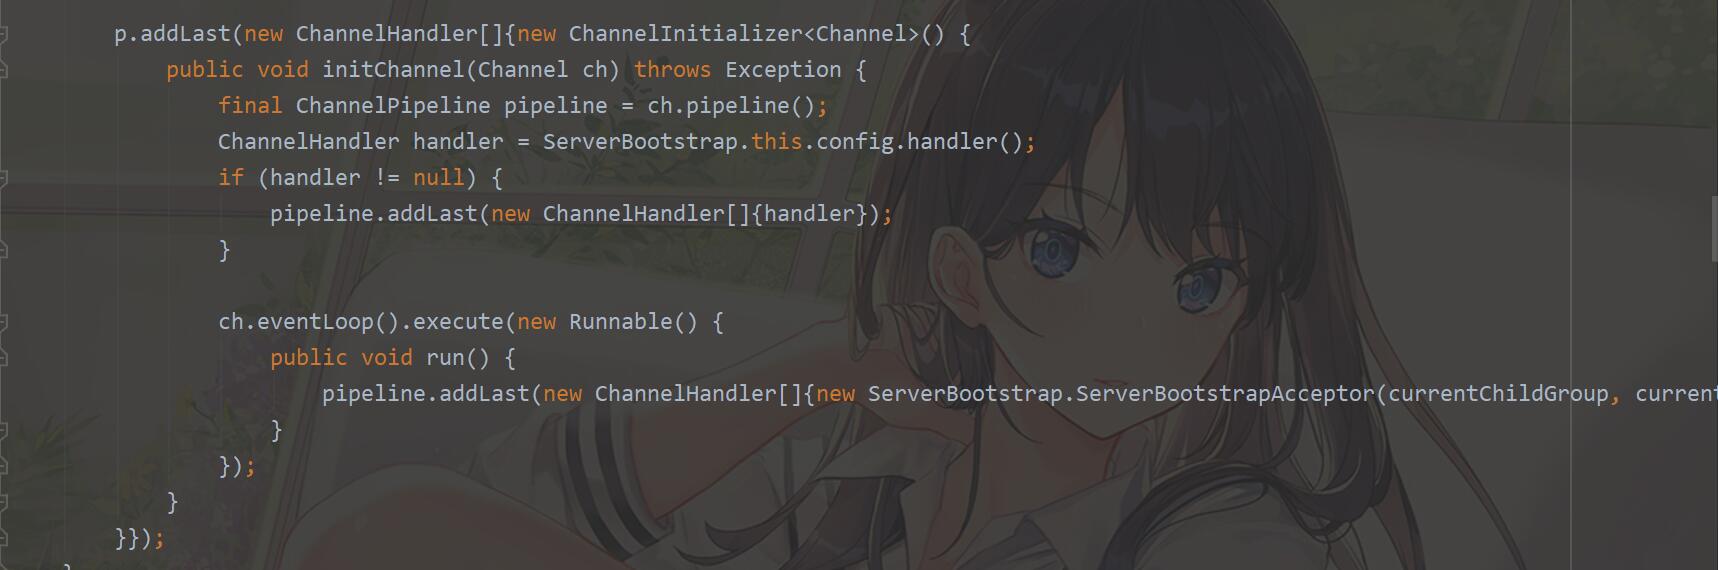 p.addLast(new ChannelHandler[]{new ChannelInitializer<Channel>() {
    public void initChannel(Channel ch) throws Exception {
        final ChannelPipeline pipeline = ch.pipeline();
        ChannelHandler handler = ServerBootstrap.this.config.handler();
        if (handler != null) {
            pipeline.addLast(new ChannelHandler[]{handler});
        }

        ch.eventLoop().execute(new Runnable() {
            public void run() {
                pipeline.addLast(new ChannelHandler[]{new ServerBootstrap.ServerBootstrapAcceptor(currentChildGroup, current
            }
        });
    }
}});